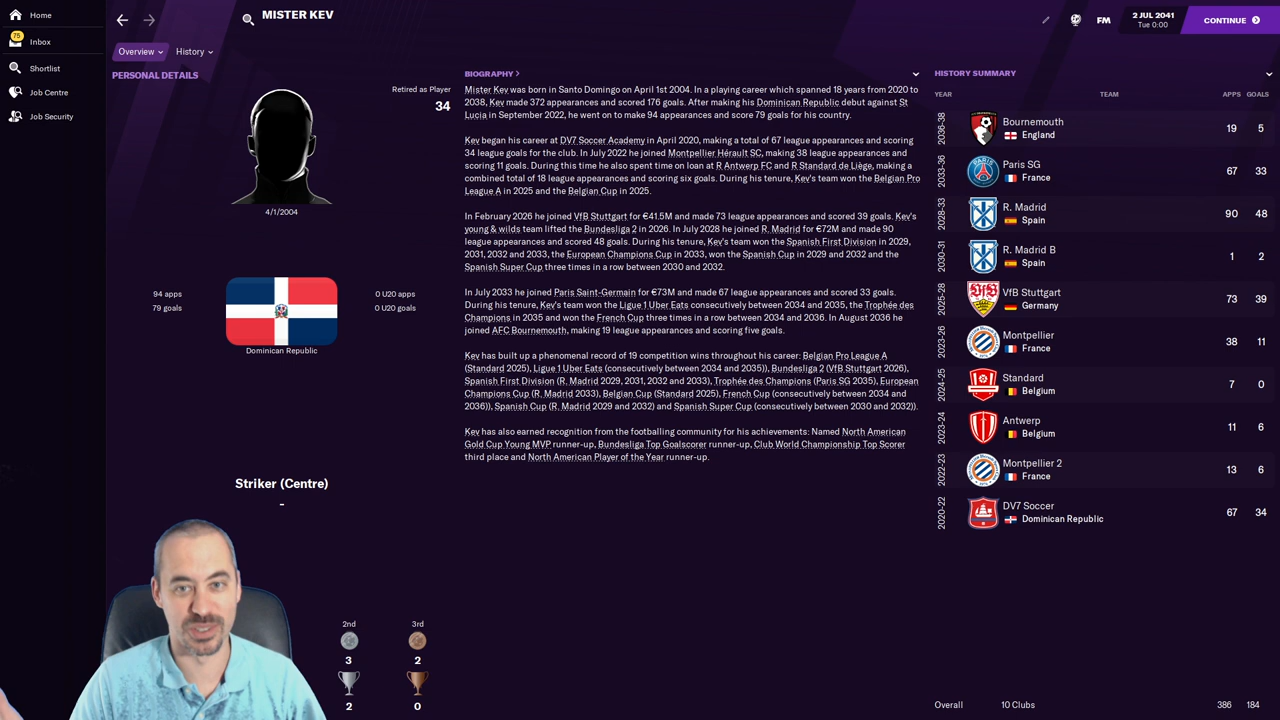 Home
75
Inbox
Shortlist
Job Centre
Job Security
MISTER KEV
FM
2 JUL 2041
Tue 0:00
CONTINUE
Overview
History
PERSONAL DETAILS
Retired as Player
34
4/1/2004
94 apps
79 goals
0 U20 apps
0 U20 goals
Dominican Republic
Striker (Centre)
-
2nd
3rd
3
2
2
0
BIOGRAPHY
Mister Kev was born in Santo Domingo on April 1st 2004. In a playing career which spanned 18 years from 2020 to
2038, Kev made 372 appearances and scored 176 goals. After making his Dominican Republic debut against St
Lucia in September 2022, he went on to make 94 appearances and score 79 goals for his country.
Kev began his career at DV7 Soccer Academy in April 2020, making a total of 67 league appearances and scoring
34 league goals for the club. In July 2022 he joined Montpellier Hérault SC, making 38 league appearances and
scoring 11 goals. During this time he also spent time on loan at R Antwerp FC and R Standard de Liège, making a
combined total of 18 league appearances and scoring six goals. During his tenure, Kev's team won the Belgian Pro
League A in 2025 and the Belgian Cup in 2025.
In February 2026 he joined VfB Stuttgart for €41.5M and made 73 league appearances and scored 39 goals. Kev's
young & wilds team lifted the Bundesliga 2 in 2026. In July 2028 he joined R. Madrid for €72M and made 90
league appearances and scored 48 goals. During his tenure, Kev's team won the Spanish First Division in 2029,
2031, 2032 and 2033, the European Champions Cup in 2033, won the Spanish Cup in 2029 and 2032 and the
Spanish Super Cup three times in a row between 2030 and 2032.
In July 2033 he joined Paris Saint-Germain for €73M and made 67 league appearances and scored 33 goals.
During his tenure, Kev's team won the Ligue 1 Uber Eats consecutively between 2034 and 2035, the Trophée des
Champions in 2035 and won the French Cup three times in a row between 2034 and 2036. In August 2036 he
joined AFC Bournemouth, making 19 league appearances and scoring five goals.
Kev has built up a phenomenal record of 19 competition wins throughout his career: Belgian Pro League A
(Standard 2025), Ligue 1 Uber Eats (consecutively between 2034 and 2035)), Bundesliga 2 (VfB Stuttgart 2026),
Spanish First Division (R. Madrid 2029, 2031, 2032 and 2033), Trophée des Champions (Paris SG 2035), European
Champions Cup (R. Madrid 2033), Belgian Cup (Standard 2025), French Cup (consecutively between 2034 and
2036)), Spanish Cup (R. Madrid 2029 and 2032) and Spanish Super Cup (consecutively between 2030 and 2032)).
Kev has also earned recognition from the footballing community for his achievements: Named North American
Gold Cup Young MVP runner-up, Bundesliga Top Goalscorer runner-up, Club World Championship Top Scorer
third place and North American Player of the Year runner-up.
HISTORY SUMMARY
YEAR TEAM APPS GOALS
2036-38 Bournemouth 19 5
England
2033-36 Paris SG 67 33
France
2028-33 R. Madrid 90 48
Spain
2030-31 R. Madrid B 1 2
Spain
2025-28 VfB Stuttgart 73 39
Germany
2023-26 Montpellier 38 11
France
2024-25 Standard 7 0
Belgium
2023-24 Antwerp 11 6
Belgium
2022-23 Montpellier 2 13 6
France
2020-22 DV7 Soccer 67 34
Dominican Republic
Overall 10 Clubs 386 184